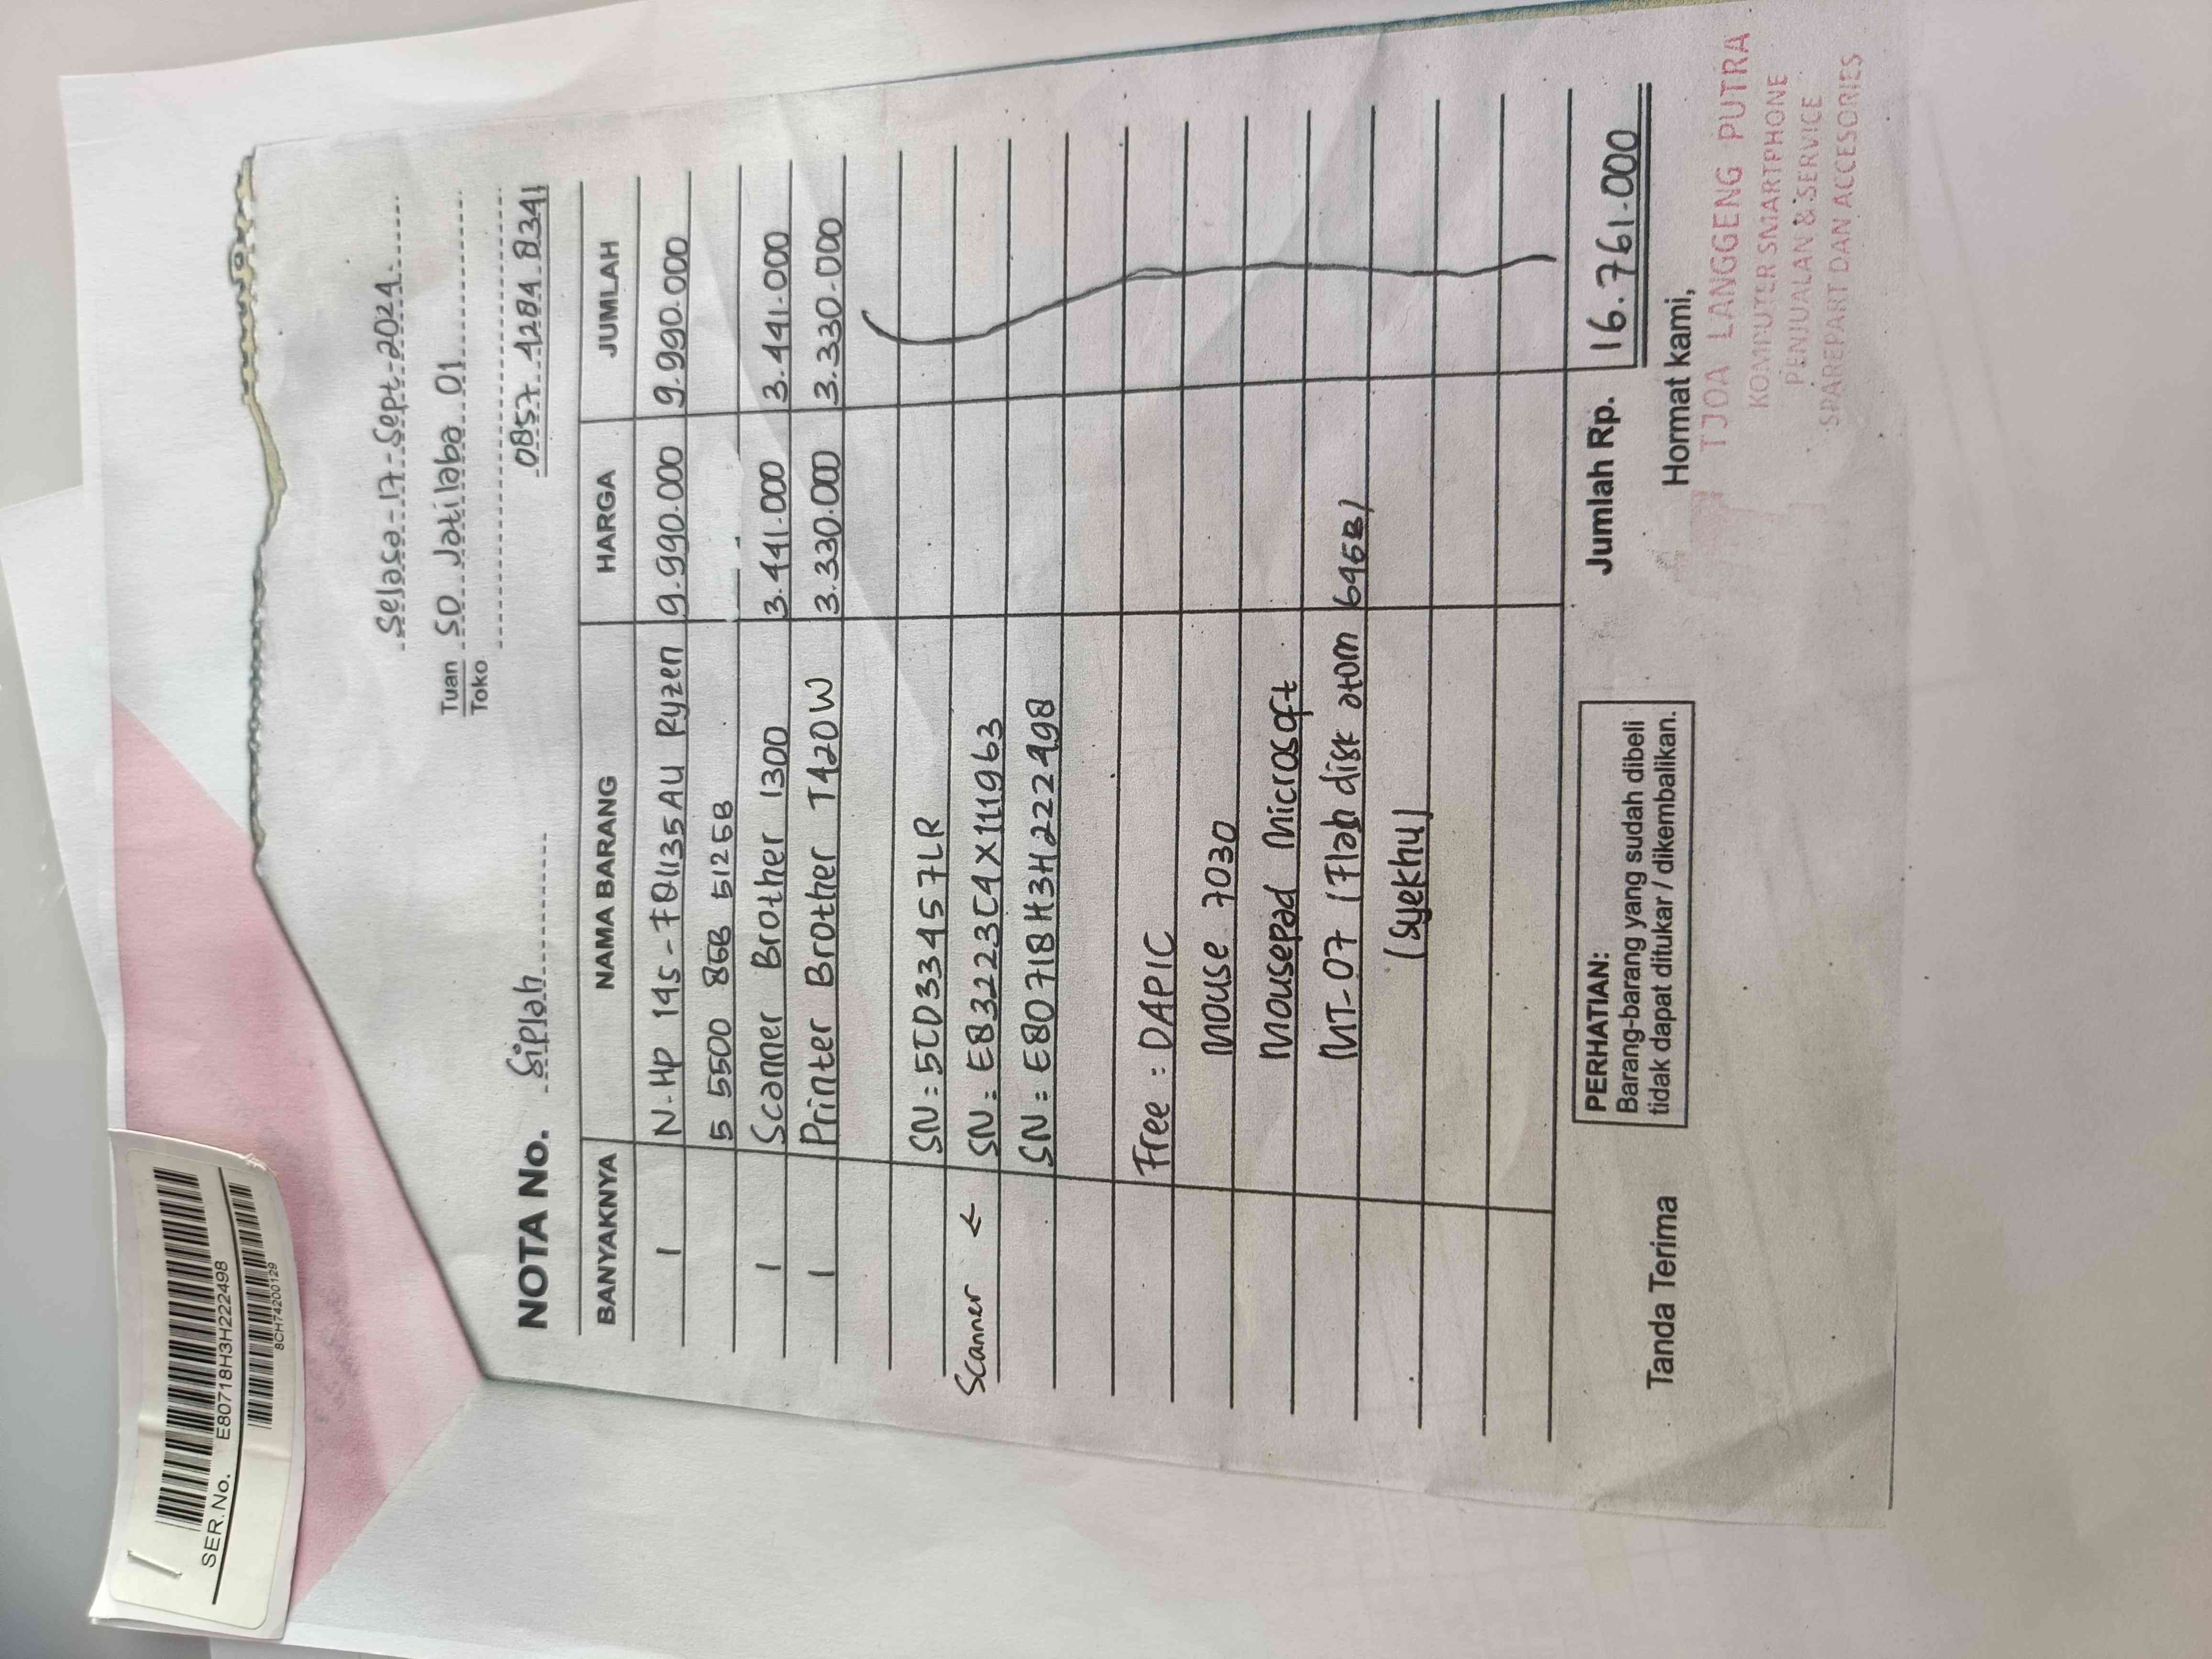 SER. No. E80718H3H222498
8CH74200129
Selasa-17-Sept-2024
Tuan SD Jatilaba 01
Toko
NOTA No. Siplah 0857 4284 8341
BANYAKNYA NAMA BARANG HARGA JUMLAH
1 N-HP 14S-FQ1135AU Ryzen 9.990.000 9.990.000
5 5500 8GB 512GB
1 Scanner Brother 1300 3.441.000 3.441.000
1 Printer Brother T420W 3.330.000 3.330.000
SN: 5CD33457LR
Scanner ← SN: E83223C4X111963
SN: E80718H3H222498
Free: DAPIC
Mouse 7030
Mousepad Microsoft
MT-07 (Flash disk atom 64GB)
(Syekhu)
Jumlah Rp. 16.761.000
PERHATIAN:
Barang-barang yang sudah dibeli
tidak dapat ditukar / dikembalikan.
Tanda Terima
Hormat kami,
TJOA LANGGENG PUTRA
KOMPUTER SMARTPHONE
PENJUALAN & SERVICE
SPAREPART DAN ACCESORIES